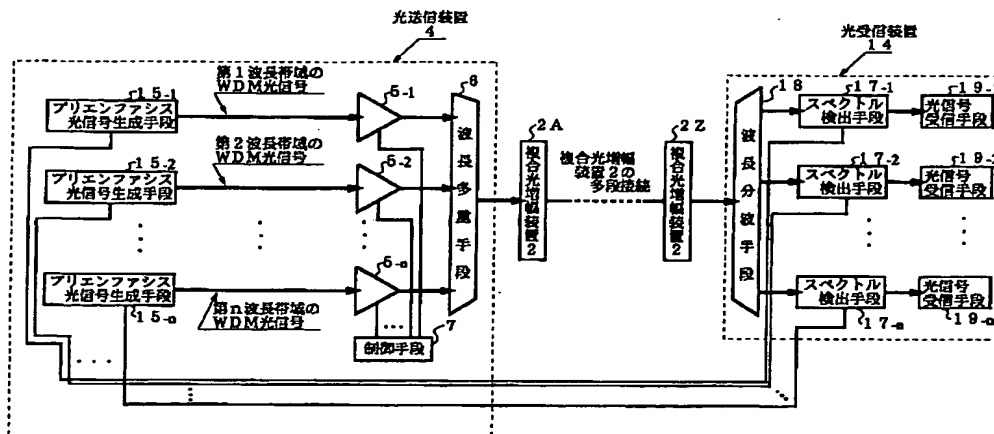 光送信装置
4
光受信装置
14
15-1
プリエンファシス
光信号生成手段
第1波長帯域の
WDM光信号
5-1
6
18
17-1
スペクトル
検出手段
19-
光信号
受信手段
15-2
プリエンファシス
光信号生成手段
第2波長帯域の
WDM光信号
5-2
波長多重手段
2A
複合光増幅装置2
複合光増幅
装置2の
多段接続
2Z
複合光増幅装置2
波長分波手段
17-2
スペクトル
検出手段
19-
光信号
受信手段
プリエンファシス
光信号生成手段
15-n
第n波長帯域の
WDM光信号
5-n
制御手段
7
スペクトル
検出手段
17-n
光信号
受信手段
19-n